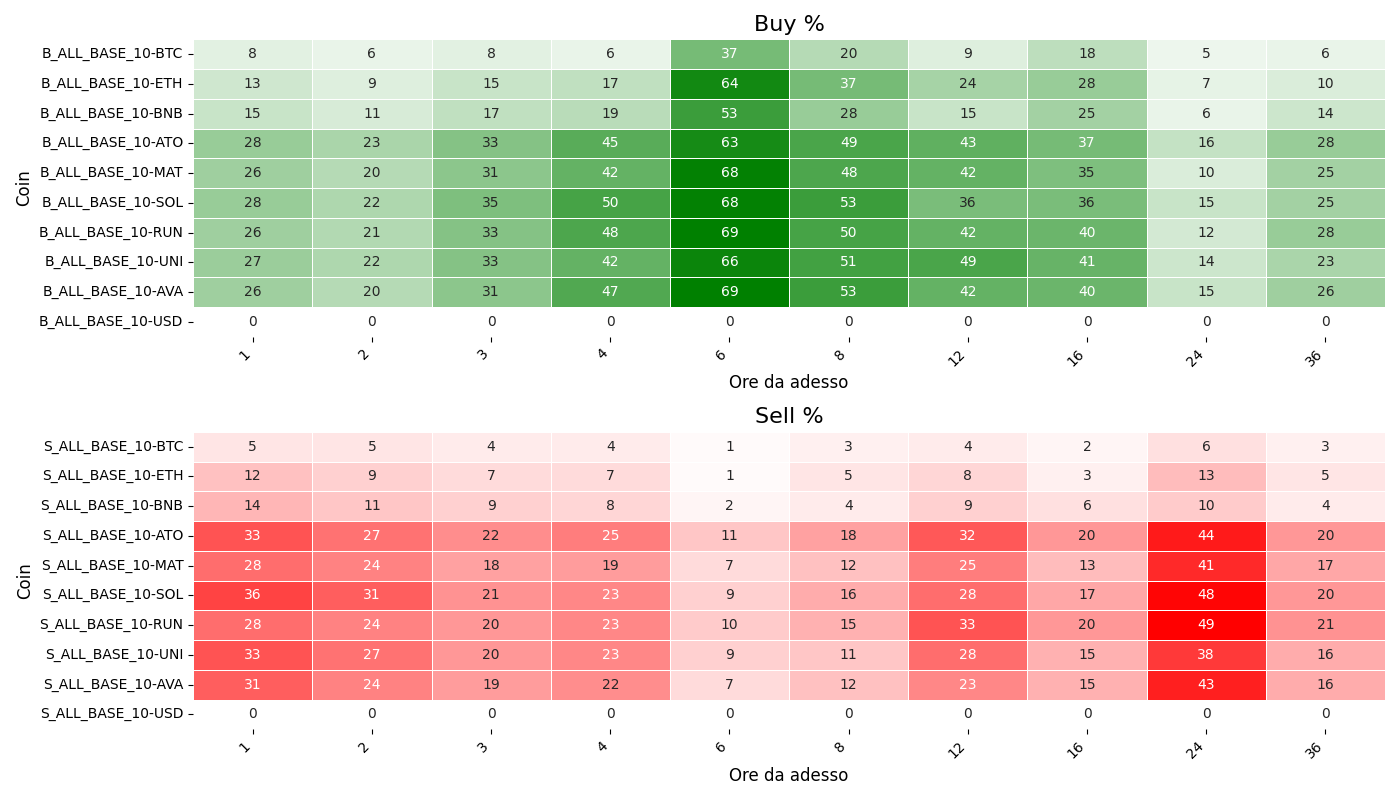 Buy %
Coin
B_ALL_BASE_10-BTC 8 6 8 6 37 20 9 18 5 6
B_ALL_BASE_10-ETH 13 9 15 17 64 37 24 28 7 10
B_ALL_BASE_10-BNB 15 11 17 19 53 28 15 25 6 14
B_ALL_BASE_10-ATO 28 23 33 45 63 49 43 37 16 28
B_ALL_BASE_10-MAT 26 20 31 42 68 48 42 35 10 25
B_ALL_BASE_10-SOL 28 22 35 50 68 53 36 36 15 25
B_ALL_BASE_10-RUN 26 21 33 48 69 50 42 40 12 28
B_ALL_BASE_10-UNI 27 22 33 42 66 51 49 41 14 23
B_ALL_BASE_10-AVA 26 20 31 47 69 53 42 40 15 26
B_ALL_BASE_10-USD 0 0 0 0 0 0 0 0 0 0
1 2 3 4 6 8 12 16 24 36
Ore da adesso
Sell %
Coin
S_ALL_BASE_10-BTC 5 5 4 4 1 3 4 2 6 3
S_ALL_BASE_10-ETH 12 9 7 7 1 5 8 3 13 5
S_ALL_BASE_10-BNB 14 11 9 8 2 4 9 6 10 4
S_ALL_BASE_10-ATO 33 27 22 25 11 18 32 20 44 20
S_ALL_BASE_10-MAT 28 24 18 19 7 12 25 13 41 17
S_ALL_BASE_10-SOL 36 31 21 23 9 16 28 17 48 20
S_ALL_BASE_10-RUN 28 24 20 23 10 15 33 20 49 21
S_ALL_BASE_10-UNI 33 27 20 23 9 11 28 15 38 16
S_ALL_BASE_10-AVA 31 24 19 22 7 12 23 15 43 16
S_ALL_BASE_10-USD 0 0 0 0 0 0 0 0 0 0
1 2 3 4 6 8 12 16 24 36
Ore da adesso